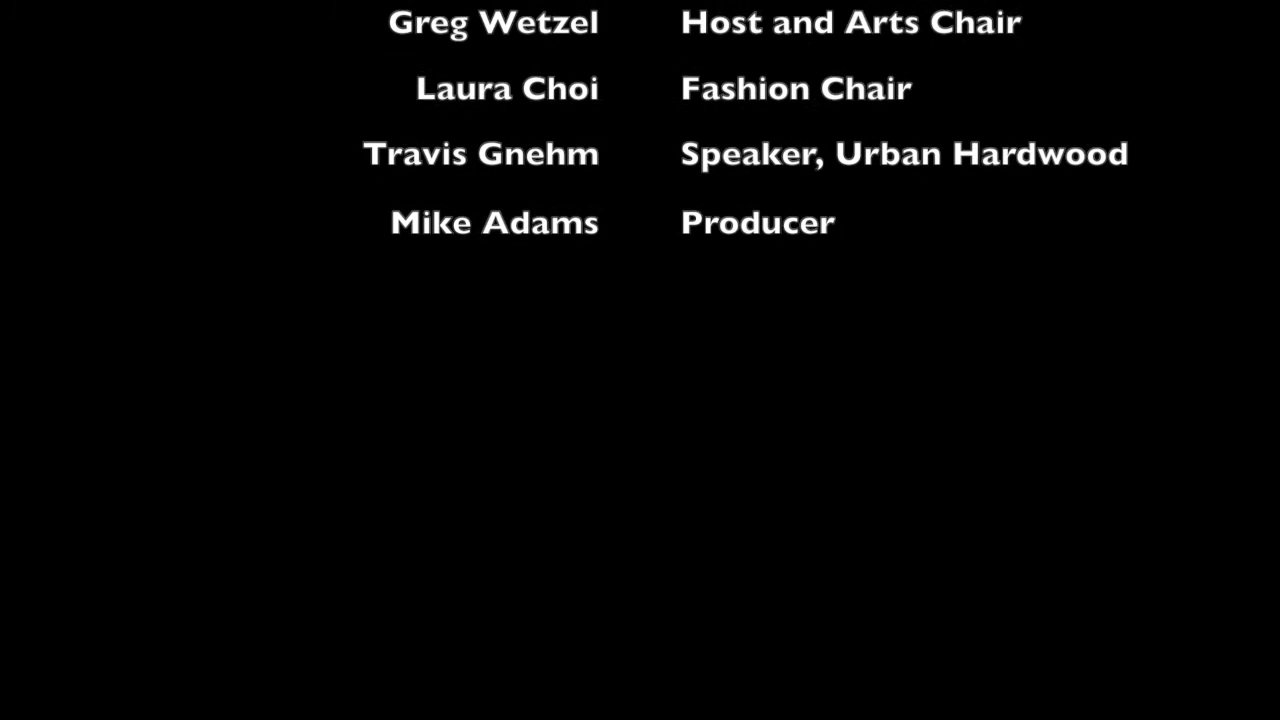 Greg Wetzel Host and Arts Chair
Laura Choi Fashion Chair
Travis Gnehm Speaker, Urban Hardwood
Mike Adams Producer